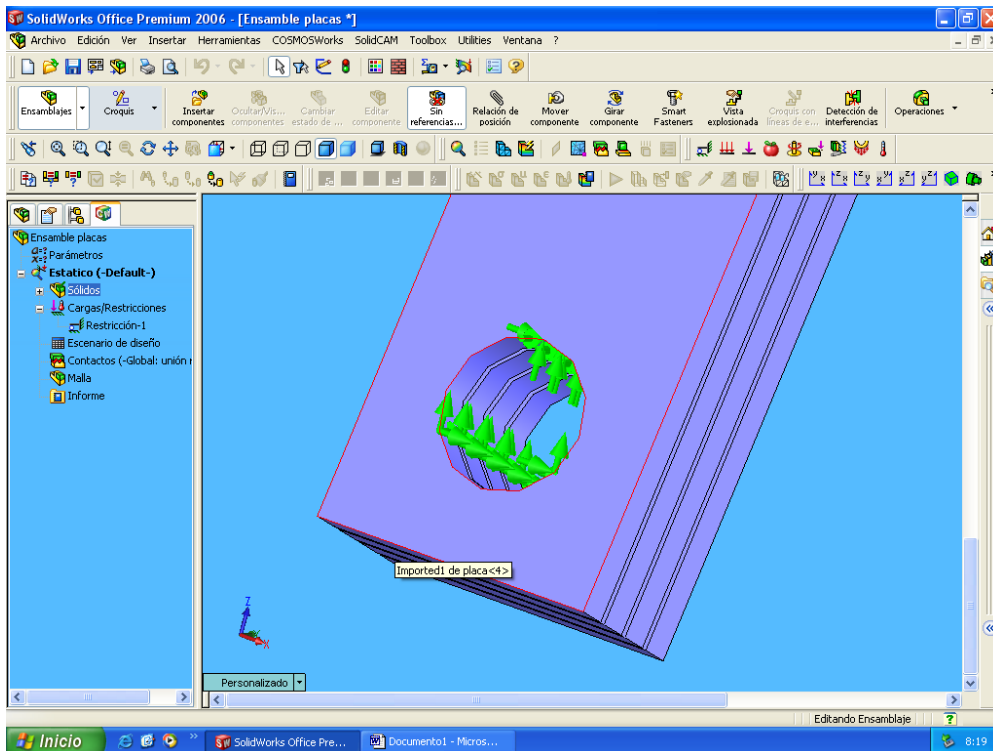 SolidWorks Office Premium 2006 - [Ensamble placas *]
Archivo Edición Ver Insertar Herramientas COSMOSWorks SolidCAM Toolbox Utilities Ventana ?
Ensamblajes
Croquis
Insertar componentes
Ocultar/Vis... componentes
Cambiar estado de ...
Editar componente
Sin referencias...
Relación de posición
Mover componente
Girar componente
Smart Fasteners
Vista explosionada
Croquis con líneas de e...
Detección de interferencias
Operaciones
Ensamble placas
Parámetros
Estatico (-Default-)
Sólidos
Cargas/Restricciones
Restricción-1
Escenario de diseño
Contactos (-Global: unión r
Malla
Informe
Imported1 de placa<4>
Z
X
Personalizado
Editando Ensamblaje
Inicio
SolidWorks Office Pre...
Documento1 - Micros...
8:19